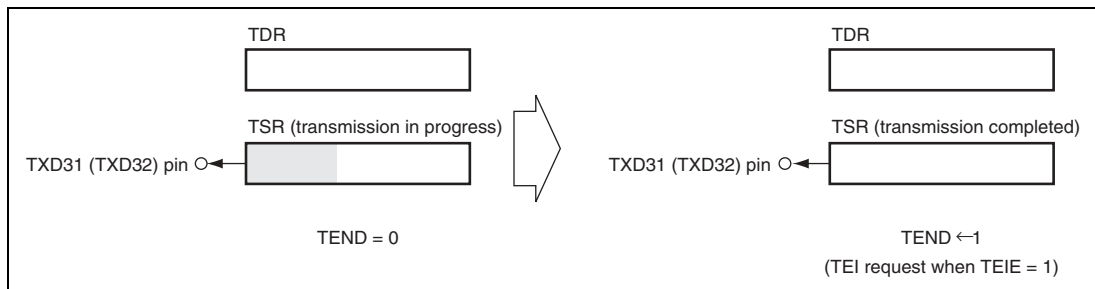 TDR
TSR (transmission in progress)
TXD31 (TXD32) pin
TEND = 0
TDR
TSR (transmission completed)
TXD31 (TXD32) pin
TEND ←1
(TEI request when TEIE = 1)